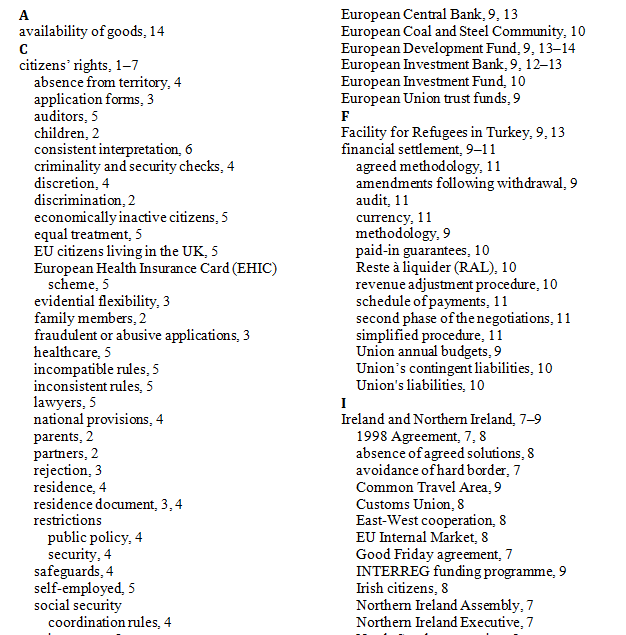 A
availability of goods, 14
C
citizens’ rights, 1–7
absence from territory, 4
application forms, 3
auditors, 5
children, 2
consistent interpretation, 6
criminality and security checks, 4
discretion, 4
discrimination, 2
economically inactive citizens, 5
equal treatment, 5
EU citizens living in the UK, 5
European Health Insurance Card (EHIC)
scheme, 5
evidential flexibility, 3
family members, 2
fraudulent or abusive applications, 3
healthcare, 5
incompatible rules, 5
inconsistent rules, 5
lawyers, 5
national provisions, 4
parents, 2
partners, 2
rejection, 3
residence, 4
residence document, 3, 4
restrictions
public policy, 4
security, 4
safeguards, 4
self-employed, 5
social security
coordination rules, 4
European Central Bank, 9, 13
European Coal and Steel Community, 10
European Development Fund, 9, 13–14
European Investment Bank, 9, 12–13
European Investment Fund, 10
European Union trust funds, 9
F
Facility for Refugees in Turkey, 9, 13
financial settlement, 9–11
agreed methodology, 11
amendments following withdrawal, 9
audit, 11
currency, 11
methodology, 9
paid-in guarantees, 10
Reste à liquider (RAL), 10
revenue adjustment procedure, 10
schedule of payments, 11
second phase of the negotiations, 11
simplified procedure, 11
Union annual budgets, 9
Union’s contingent liabilities, 10
Union's liabilities, 10
I
Ireland and Northern Ireland, 7–9
1998 Agreement, 7, 8
absence of agreed solutions, 8
avoidance of hard border, 7
Common Travel Area, 9
Customs Union, 8
East-West cooperation, 8
EU Internal Market, 8
Good Friday agreement, 7
INTERREG funding programme, 9
Irish citizens, 8
Northern Ireland Assembly, 7
Northern Ireland Executive, 7